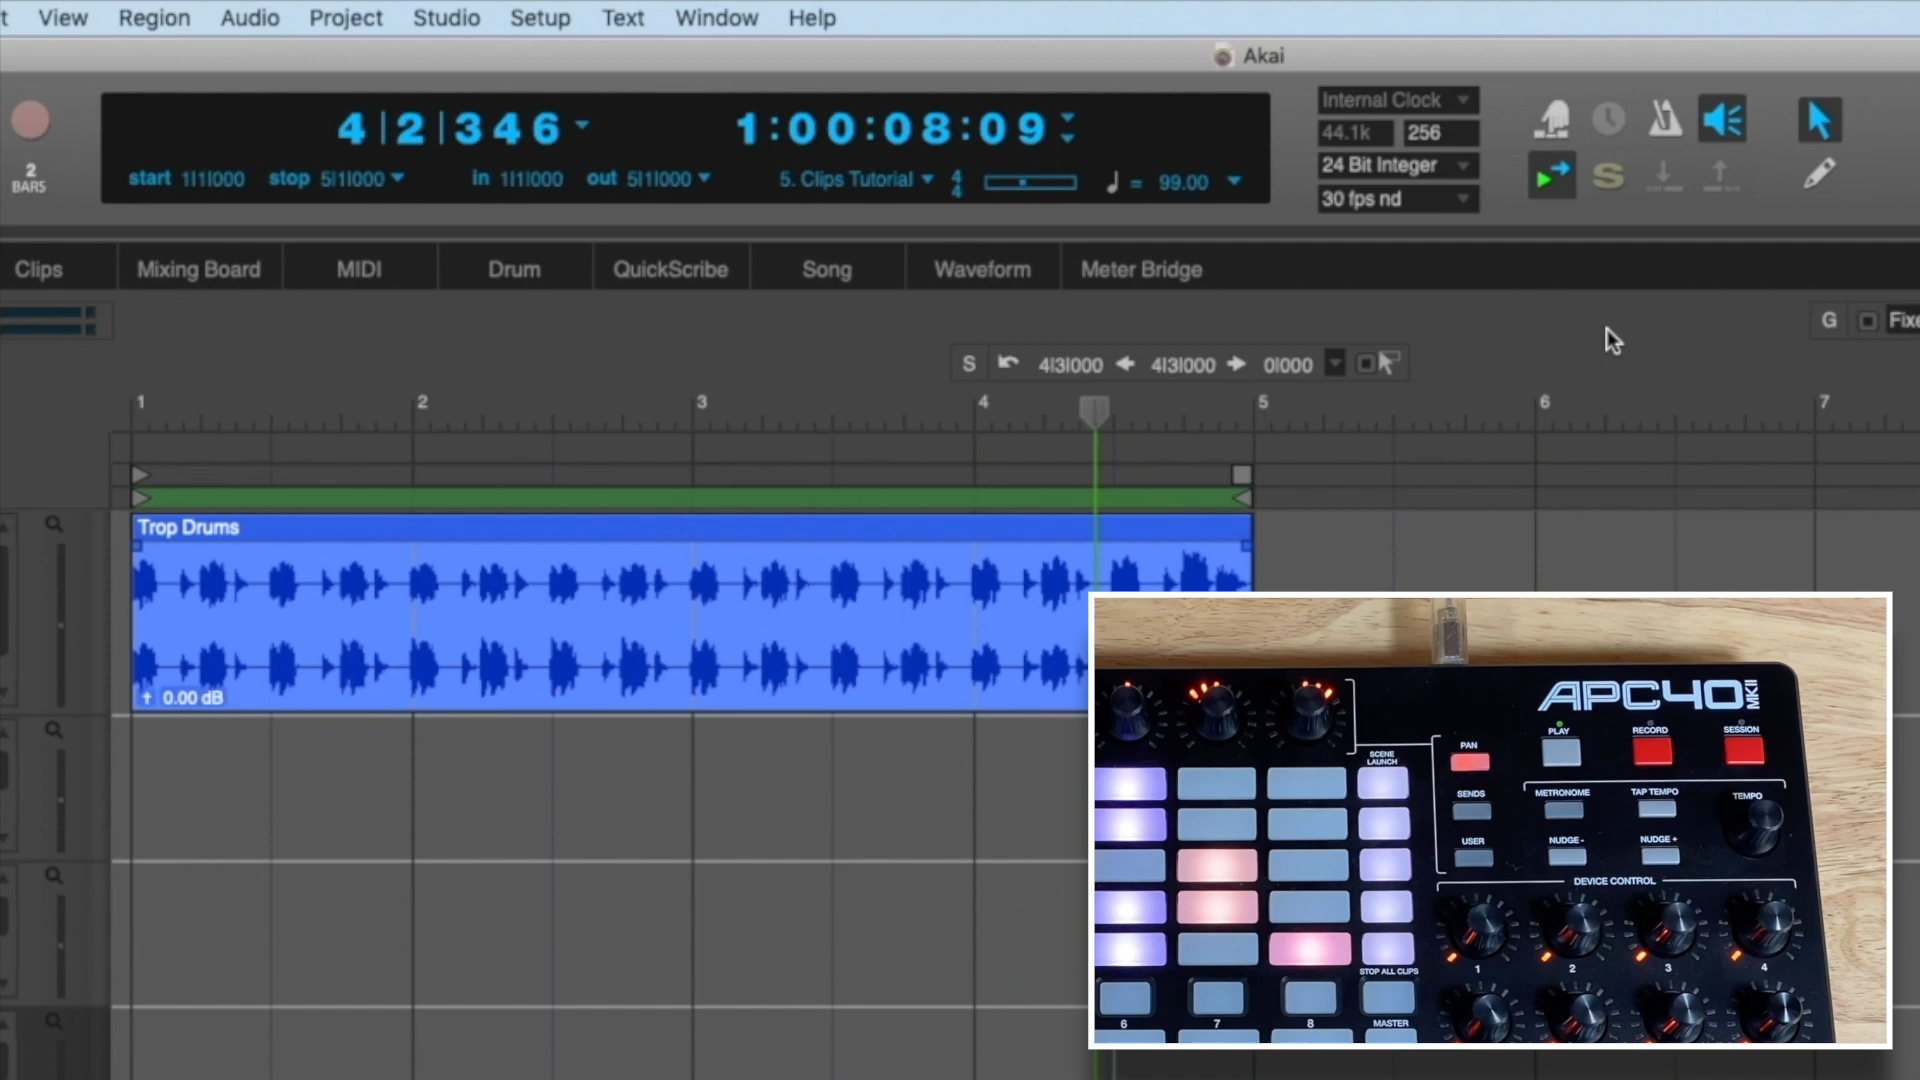 t View Region Audio Project Studio Setup Text Window Help
Akai
4|2|346 1:00:08:09
start 1|1|000 stop 5|1|000 in 1|1|000 out 5|1|000 5. Clips Tutorial 4 4 ♩ = 99.00
2 BARS
Internal Clock
44.1k 256
24 Bit Integer
30 fps nd
S
Clips Mixing Board MIDI Drum QuickScribe Song Waveform Meter Bridge
G Fixe
S 4|3|000 4|3|000 0|000
1 2 3 4 5 6 7
Trop Drums
0.00 dB
APC40 MKII
PLAY RECORD SESSION
PAN
SCENE LAUNCH
SENDS METRONOME TAP TEMPO TEMPO
USER NUDGE- NUDGE+
DEVICE CONTROL
1 2 3 4
STOP ALL CLIPS
6 7 8 MASTER